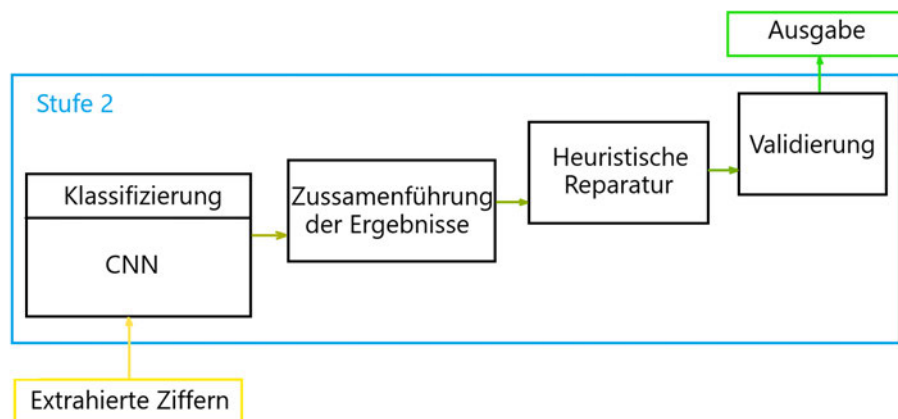 Ausgabe
Stufe 2
Validierung
Heuristische
Reparatur
Zussamenführung
der Ergebnisse
Klassifizierung
CNN
Extrahierte Ziffern